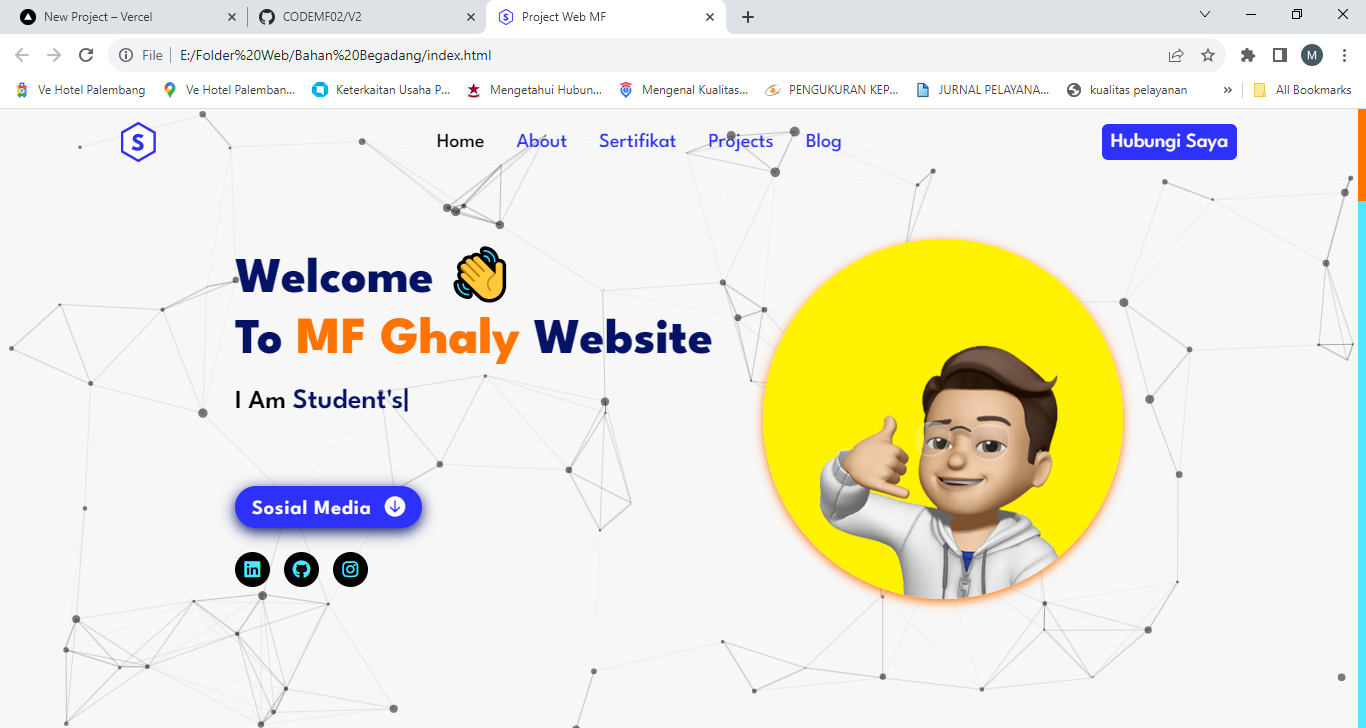 New Project – Vercel
CODEMF02/V2
Project Web MF
File
E:/Folder%20Web/Bahan%20Begadang/index.html
M
Ve Hotel Palembang
Ve Hotel Palemban...
Keterkaitan Usaha P...
Mengetahui Hubun...
Mengenal Kualitas...
PENGUKURAN KEP...
JURNAL PELAYANA...
kualitas pelayanan
»
All Bookmarks
S
Home
About
Sertifikat
Projects
Blog
Hubungi Saya
Welcome 👋
To MF Ghaly Website
I Am Student's|
Sosial Media
in